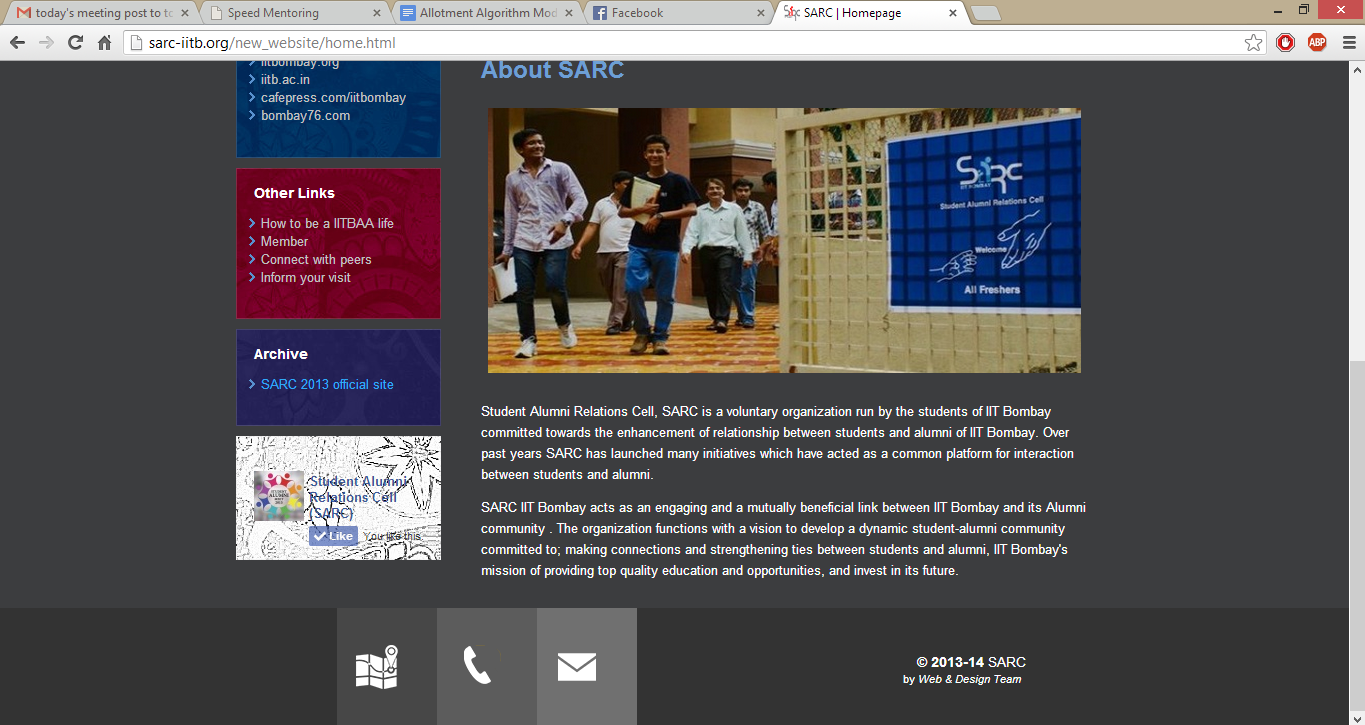 today's meeting post to to
Speed Mentoring
Allotment Algorithm Mod
Facebook
SARC | Homepage
sarc-iitb.org/new_website/home.html
ABP
iitbombay.org
iitb.ac.in
cafepress.com/iitbombay
bombay76.com
Other Links
How to be a IITBAA life
Member
Connect with peers
Inform your visit
Archive
SARC 2013 official site
Student Alumni
Relations Cell
(SARC)
Like You like this.
About SARC
SARC
IIT BOMBAY
Student Alumni Relations Cell
Welcome
All Freshers
Student Alumni Relations Cell, SARC is a voluntary organization run by the students of IIT Bombay
committed towards the enhancement of relationship between students and alumni of IIT Bombay. Over
past years SARC has launched many initiatives which have acted as a common platform for interaction
between students and alumni.
SARC IIT Bombay acts as an engaging and a mutually beneficial link between IIT Bombay and its Alumni
community . The organization functions with a vision to develop a dynamic student-alumni community
committed to; making connections and strengthening ties between students and alumni, IIT Bombay's
mission of providing top quality education and opportunities, and invest in its future.
© 2013-14 SARC
by Web & Design Team